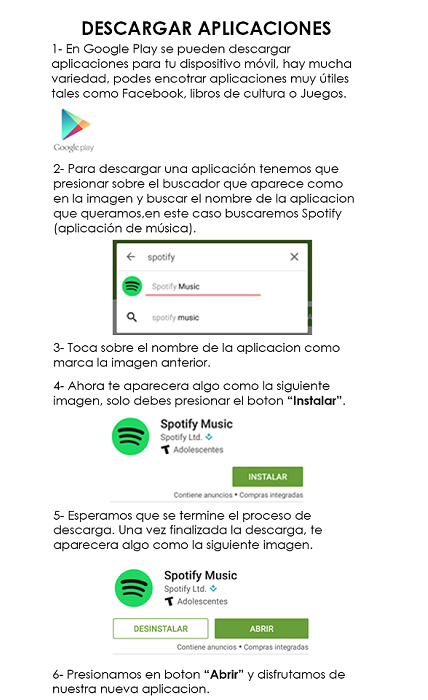 DESCARGAR APLICACIONES
1- En Google Play se pueden descargar
aplicaciones para tu dispositivo móvil, hay mucha
variedad, podes encotrar aplicaciones muy útiles
tales como Facebook, libros de cultura o Juegos.
Google play
2- Para descargar una aplicación tenemos que
presionar sobre el buscador que aparece como
en la imagen y buscar el nombre de la aplicacion
que queramos,en este caso buscaremos Spotify
(aplicación de música).
spotify
Spotify Music
spotify music
3- Toca sobre el nombre de la aplicacion como
marca la imagen anterior.
4- Ahora te aparecera algo como la siguiente
imagen, solo debes presionar el boton “Instalar”.
Spotify Music
Spotify Ltd.
T Adolescentes
INSTALAR
Contiene anuncios • Compras integradas
5- Esperamos que se termine el proceso de
descarga. Una vez finalizada la descarga, te
aparecera algo como la siguiente imagen.
Spotify Music
Spotify Ltd.
T Adolescentes
DESINSTALAR ABRIR
Contiene anuncios • Compras integradas
6- Presionamos en boton “Abrir” y disfrutamos de
nuestra nueva aplicacion.